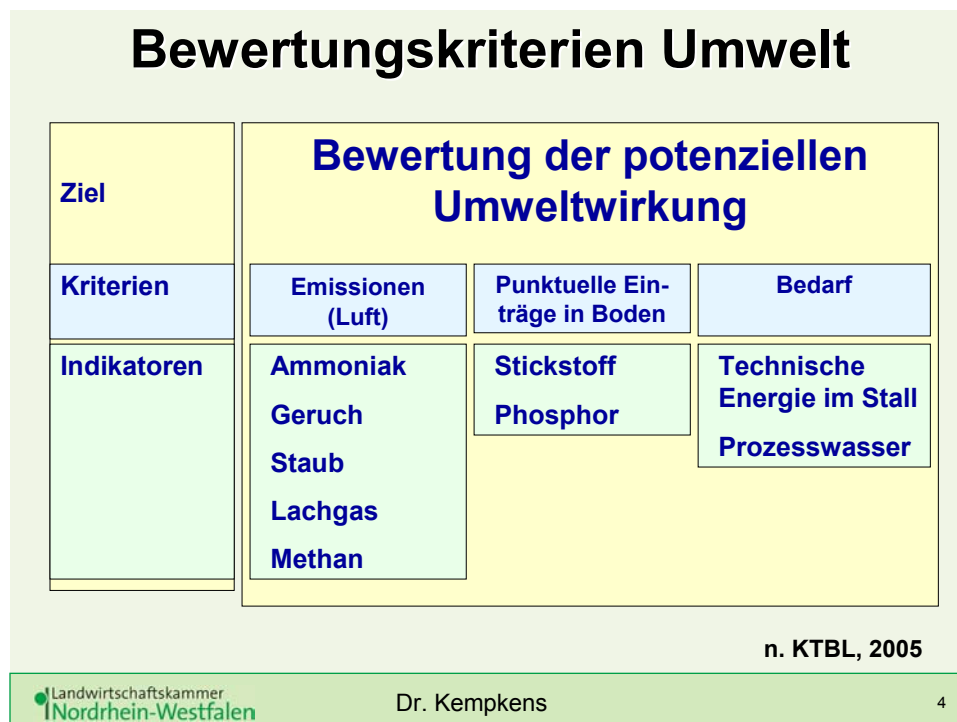 Bewertungskriterien Umwelt
Ziel
Bewertung der potenziellen
Umweltwirkung
Kriterien
Emissionen
(Luft)
Punktuelle Ein-
träge in Boden
Bedarf
Indikatoren
Ammoniak
Geruch
Staub
Lachgas
Methan
Stickstoff
Phosphor
Technische
Energie im Stall
Prozesswasser
n. KTBL, 2005
Landwirtschaftskammer
Nordrhein-Westfalen
Dr. Kempkens
4